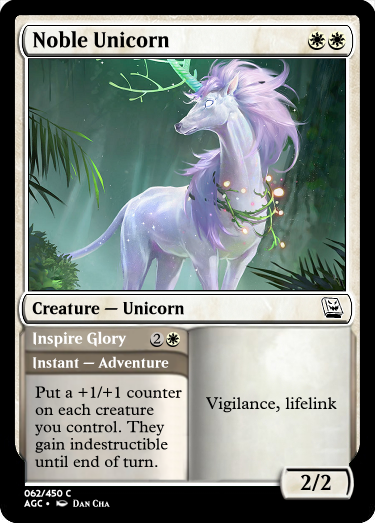 Noble Unicorn
Creature — Unicorn
Inspire Glory 2
Instant — Adventure
Put a +1/+1 counter
on each creature
you control. They
gain indestructible
until end of turn.
Vigilance, lifelink
2/2
062/450 C
AGC • Dan Cha